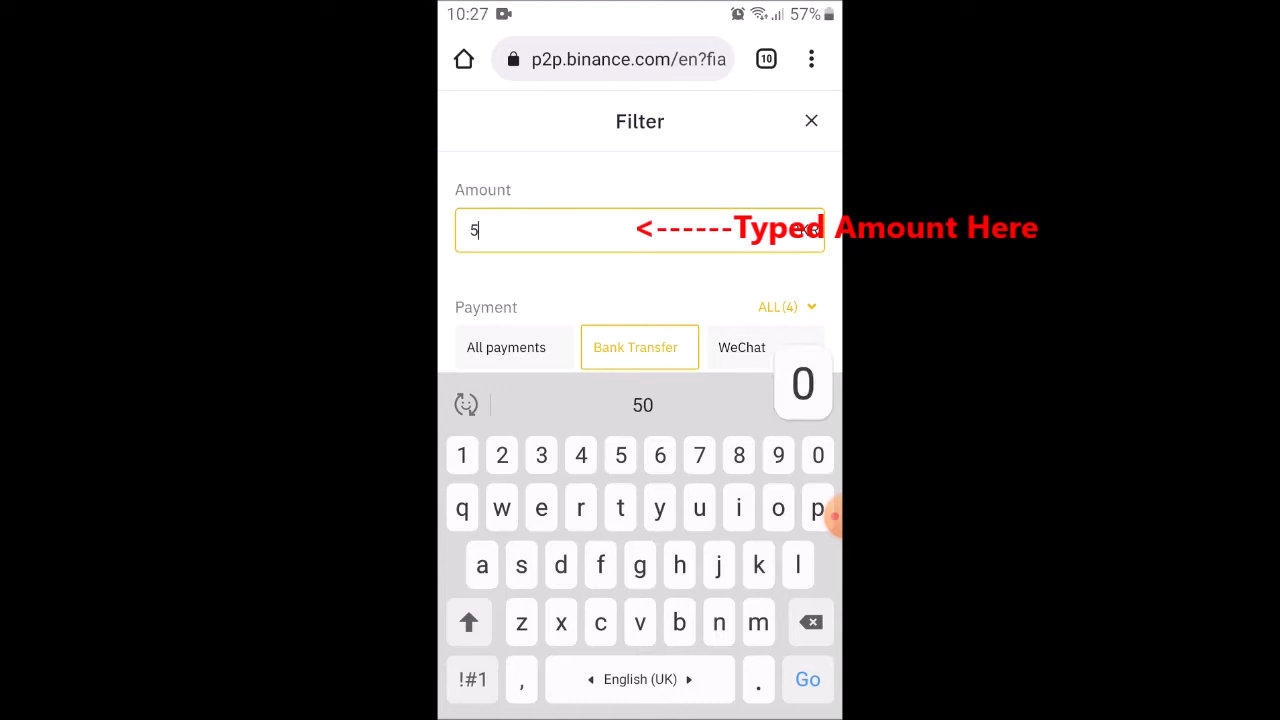 10:27 57%
p2p.binance.com/en?fia 10
Filter
Amount
5 <------Typed Amount Here
Payment ALL(4)
All payments Bank Transfer WeChat
0
50
1 2 3 4 5 6 7 8 9 0
q w e r t y u i o p
a s d f g h j k l
z x c v b n m
!#1 , English (UK) . Go